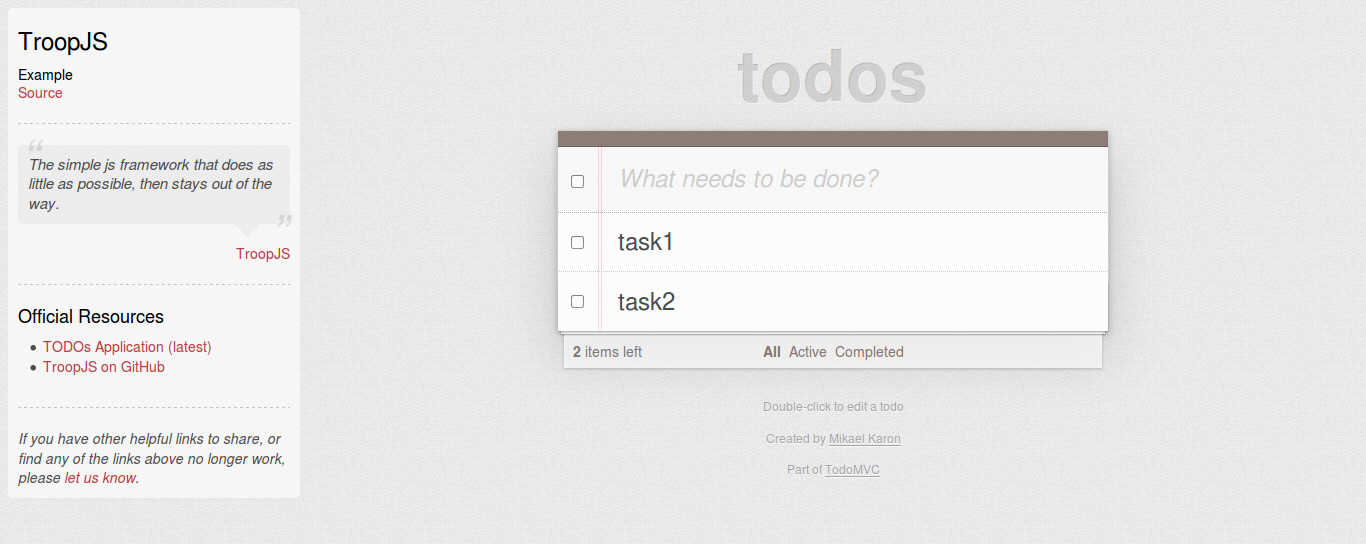 TroopJS
Example
Source
“
The simple js framework that does as
little as possible, then stays out of the
way.
”
TroopJS
Official Resources
• TODOs Application (latest)
• TroopJS on GitHub
If you have other helpful links to share, or
find any of the links above no longer work,
please let us know.
todos
What needs to be done?
task1
task2
2 items left All Active Completed
Double-click to edit a todo
Created by Mikael Karon
Part of TodoMVC